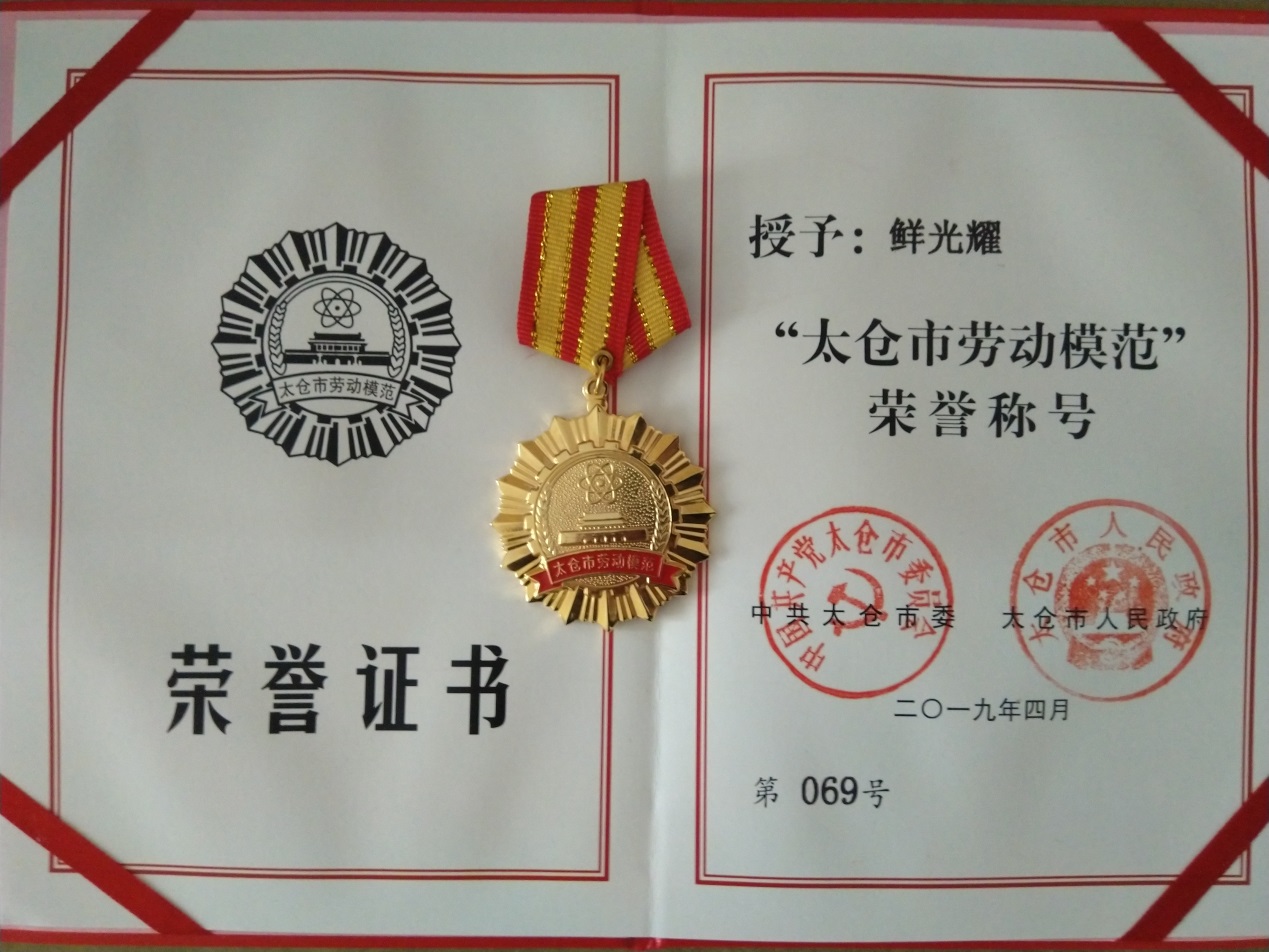 太仓市劳动模范
荣誉证书
太仓市劳动模范
授予：鲜光耀
“太仓市劳动模范”
荣誉称号
中国共产党太仓市委员会
中共太仓市委
太仓市人民政府
太仓市人民政府
二〇一九年四月
第 069号